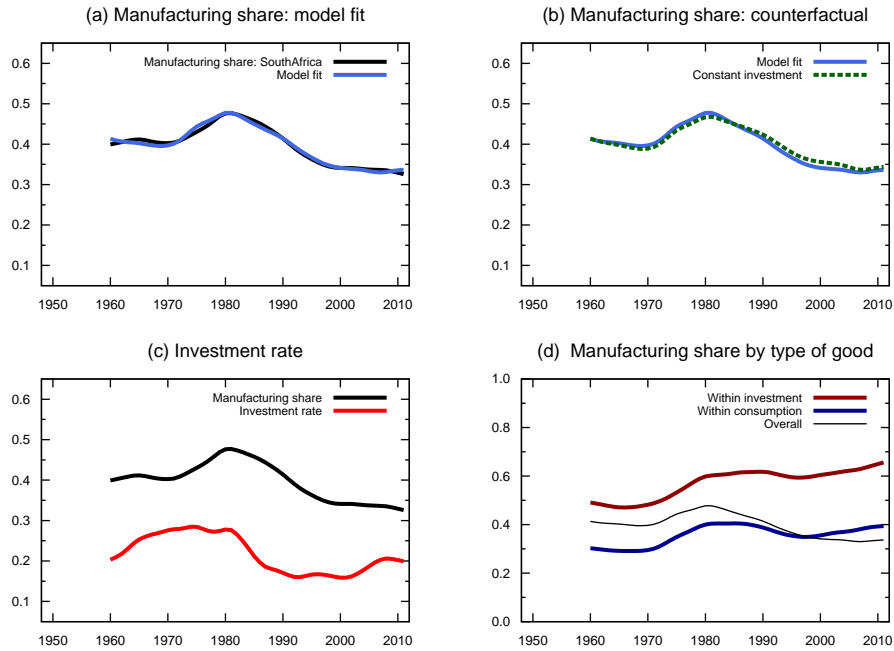 (a) Manufacturing share: model fit
0.6
0.5
0.4
0.3
0.2
0.1
1950 1960 1970 1980 1990 2000 2010
Manufacturing share: SouthAfrica
Model fit
(b) Manufacturing share: counterfactual
0.6
0.5
0.4
0.3
0.2
0.1
1950 1960 1970 1980 1990 2000 2010
Model fit
Constant investment
(c) Investment rate
0.6
0.5
0.4
0.3
0.2
0.1
1950 1960 1970 1980 1990 2000 2010
Manufacturing share
Investment rate
(d) Manufacturing share by type of good
1.0
0.8
0.6
0.4
0.2
0.0
1950 1960 1970 1980 1990 2000 2010
Within investment
Within consumption
Overall